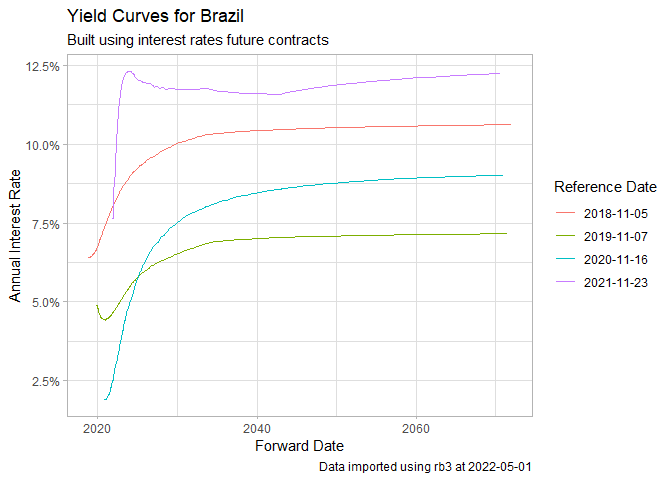 Yield Curves for Brazil
Built using interest rates future contracts
12.5%
10.0%
7.5%
5.0%
2.5%
Annual Interest Rate
2020
2040
2060
Forward Date
Reference Date
2018-11-05
2019-11-07
2020-11-16
2021-11-23
Data imported using rb3 at 2022-05-01